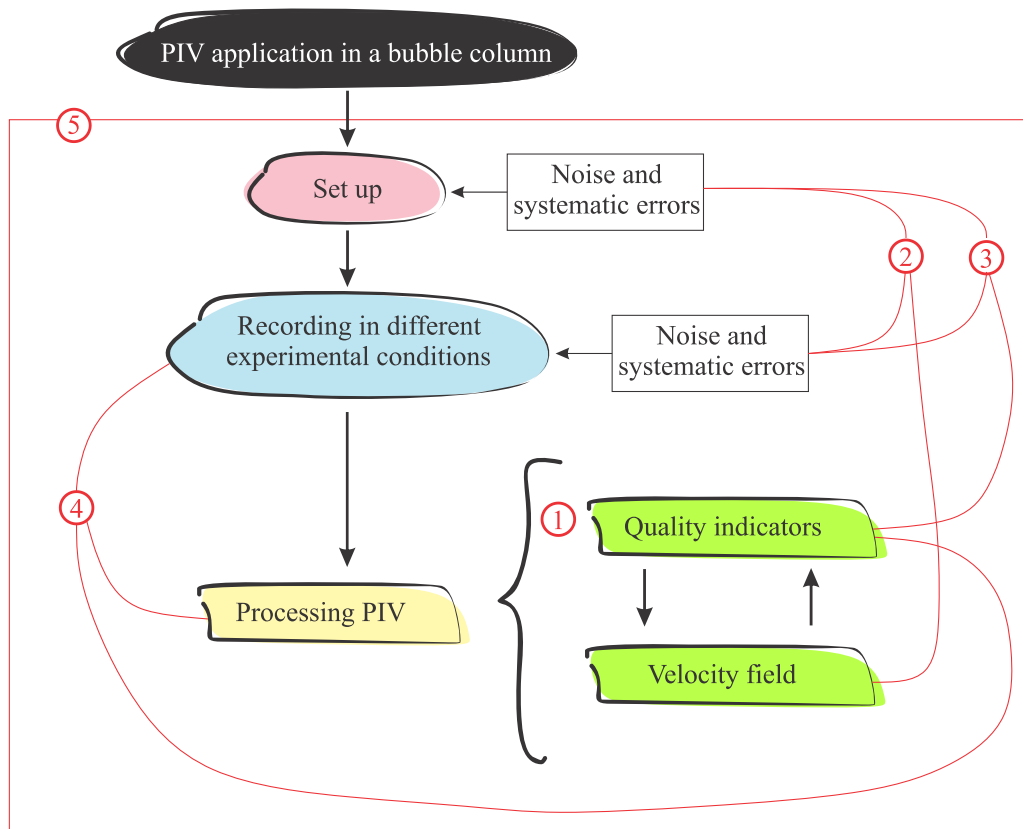 PIV application in a bubble column
5
Set up
Noise and
systematic errors
2
3
Recording in different
experimental conditions
Noise and
systematic errors
4
1
Quality indicators
Processing PIV
Velocity field